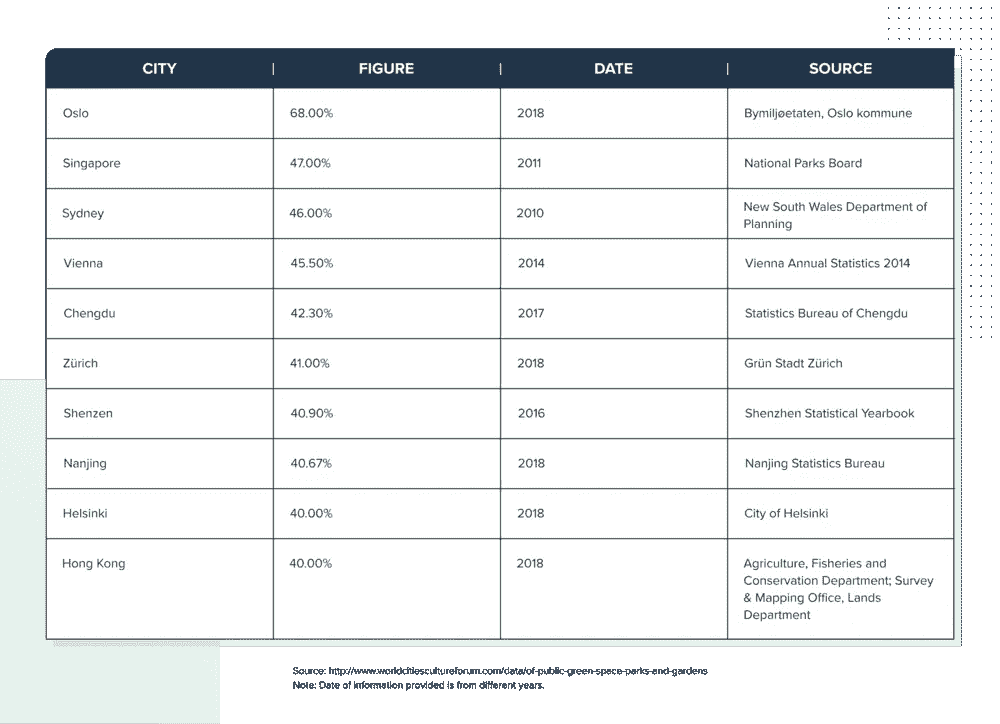 CITY | FIGURE | DATE | SOURCE
Oslo 68.00% 2018 Bymiljøetaten, Oslo kommune
Singapore 47.00% 2011 National Parks Board
Sydney 46.00% 2010 New South Wales Department of
Planning
Vienna 45.50% 2014 Vienna Annual Statistics 2014
Chengdu 42.30% 2017 Statistics Bureau of Chengdu
Zürich 41.00% 2018 Grün Stadt Zürich
Shenzen 40.90% 2016 Shenzhen Statistical Yearbook
Nanjing 40.67% 2018 Nanjing Statistics Bureau
Helsinki 40.00% 2018 City of Helsinki
Hong Kong 40.00% 2018 Agriculture, Fisheries and
Conservation Department; Survey
& Mapping Office, Lands
Department
Source: http://www.worldcitiescultureforum.com/data/of-public-green-space-parks-and-gardens
Note: Date of information provided is from different years.